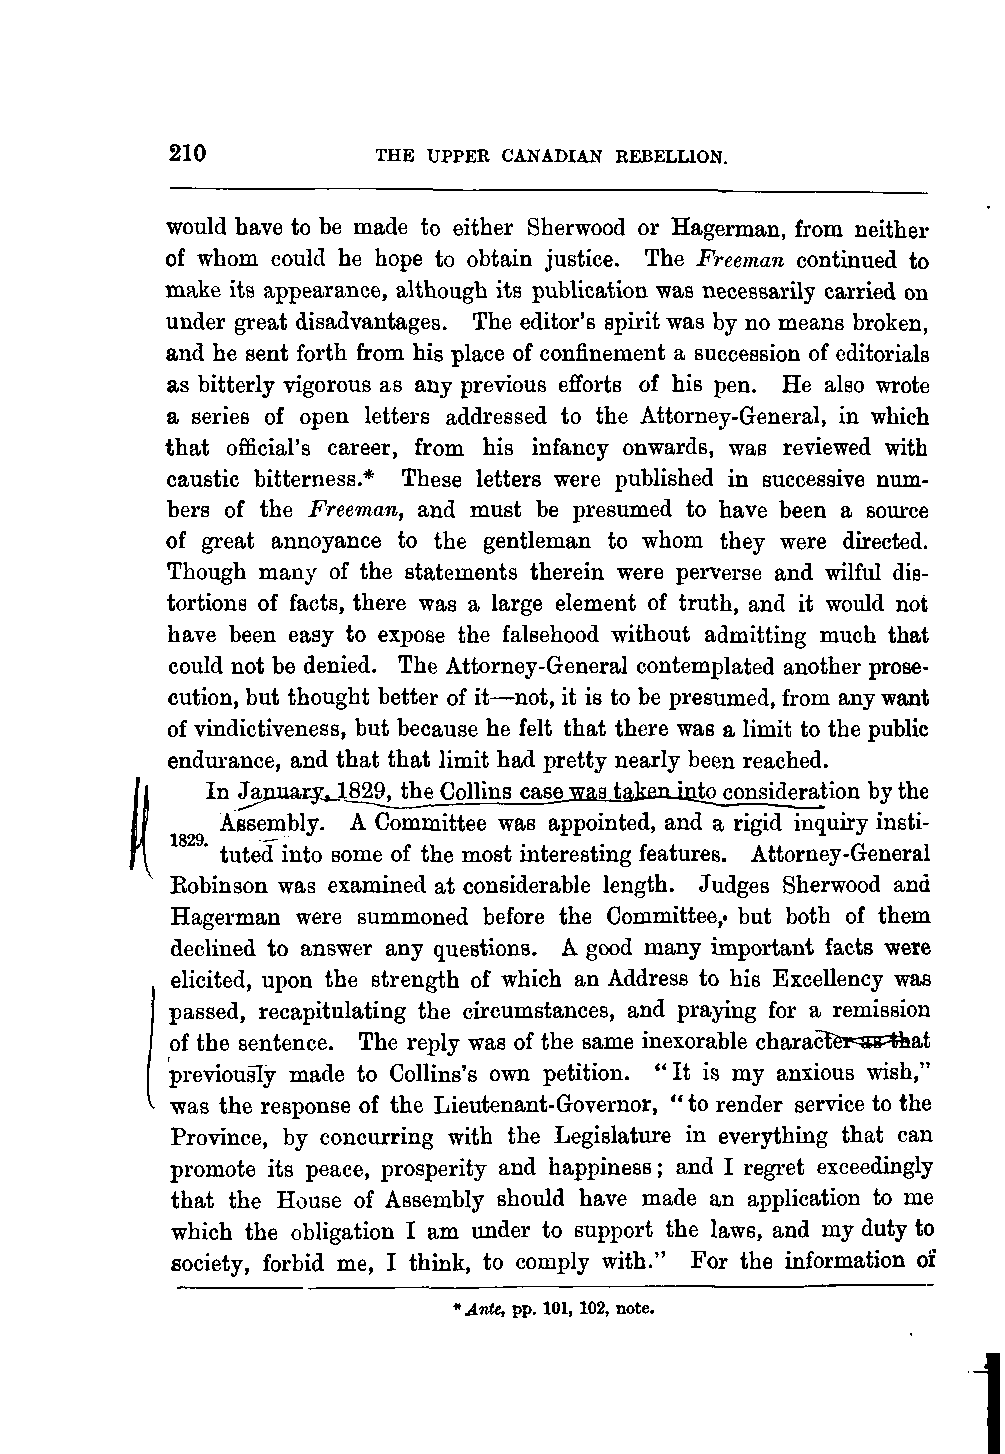 210 THE UPPER CANADIAN REBELLION.
would have to be made to either Sherwood or Hagerman, from neither
of whom could he hope to obtain justice. The Freeman continued to
make its appearance, although its publication was necessarily carried on
under great disadvantages. The editor's spirit was by no means broken,
and he sent forth from his place of confinement a succession of editorials
as bitterly vigorous as any previous efforts of his pen. He also wrote
a series of open letters addressed to the Attorney-General, in which
that official's career, from his infancy onwards, was reviewed with
caustic bitterness.* These letters were published in successive num-
bers of the Freeman, and must be presumed to have been a source
of great annoyance to the gentleman to whom they were directed.
Though many of the statements therein were perverse and wilful dis-
tortions of facts, there was a large element of truth, and it would not
have been easy to expose the falsehood without admitting much that
could not be denied. The Attorney-General contemplated another prose-
cution, but thought better of it—not, it is to be presumed, from any want
of vindictiveness, but because he felt that there was a limit to the public
endurance, and that that limit had pretty nearly been reached.
In January, 1829, the Collins case was taken into consideration by the
Assembly. A Committee was appointed, and a rigid inquiry insti-
1829.
tuted into some of the most interesting features. Attorney-General
Robinson was examined at considerable length. Judges Sherwood and
Hagerman were summoned before the Committee, but both of them
declined to answer any questions. A good many important facts were
elicited, upon the strength of which an Address to his Excellency was
passed, recapitulating the circumstances, and praying for a remission
of the sentence. The reply was of the same inexorable character as that
previously made to Collins's own petition. "It is my anxious wish,"
was the response of the Lieutenant-Governor, "to render service to the
Province, by concurring with the Legislature in everything that can
promote its peace, prosperity and happiness; and I regret exceedingly
that the House of Assembly should have made an application to me
which the obligation I am under to support the laws, and my duty to
society, forbid me, I think, to comply with." For the information of
* Ante, pp. 101, 102, note.